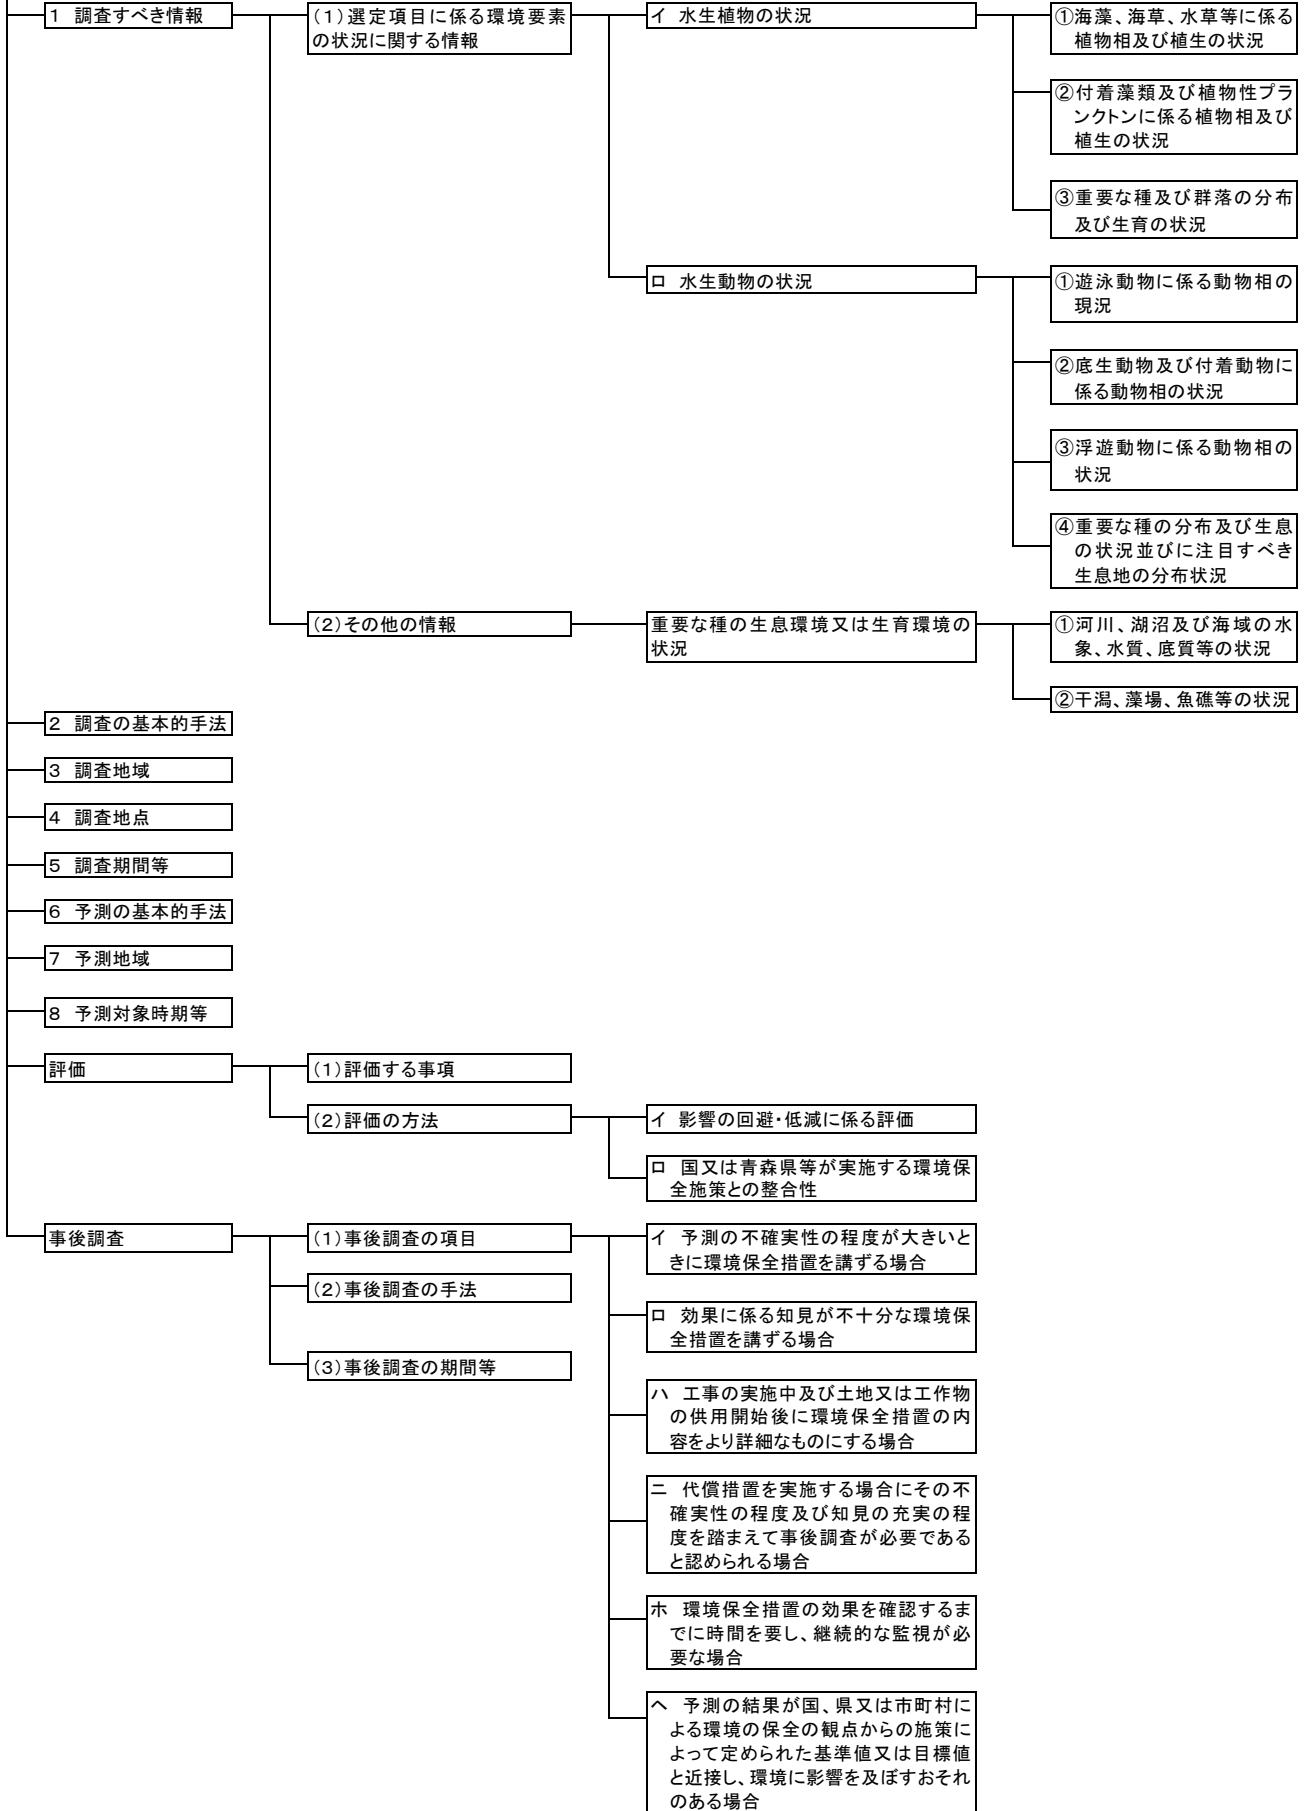 1　調査すべき情報
（1）選定項目に係る環境要素
の状況に関する情報
イ　水生植物の状況
①海藻、海草、水草等に係る
植物相及び植生の状況
②付着藻類及び植物性プラ
ンクトンに係る植物相及び
植生の状況
③重要な種及び群落の分布
及び生育の状況
ロ　水生動物の状況
①遊泳動物に係る動物相の
現況
②底生動物及び付着動物に
係る動物相の状況
③浮遊動物に係る動物相の
状況
④重要な種の分布及び生息
の状況並びに注目すべき
生息地の分布状況
（2）その他の情報
重要な種の生息環境又は生育環境の
状況
①河川、湖沼及び海域の水
象、水質、底質等の状況
②干潟、藻場、魚礁等の状況
2　調査の基本的手法
3　調査地域
4　調査地点
5　調査期間等
6　予測の基本的手法
7　予測地域
8　予測対象時期等
評価
（1）評価する事項
（2）評価の方法
イ　影響の回避・低減に係る評価
ロ　国又は青森県等が実施する環境保
全施策との整合性
事後調査
（1）事後調査の項目
イ　予測の不確実性の程度が大きいと
きに環境保全措置を講ずる場合
（2）事後調査の手法
ロ　効果に係る知見が不十分な環境保
全措置を講ずる場合
（3）事後調査の期間等
ハ　工事の実施中及び土地又は工作物
の供用開始後に環境保全措置の内
容をより詳細なものにする場合
ニ　代償措置を実施する場合にその不
確実性の程度及び知見の充実の程
度を踏まえて事後調査が必要である
と認められる場合
ホ　環境保全措置の効果を確認するま
でに時間を要し、継続的な監視が必
要な場合
ヘ　予測の結果が国、県又は市町村に
よる環境の保全の観点からの施策に
よって定められた基準値又は目標値
と近接し、環境に影響を及ぼすおそれ
のある場合